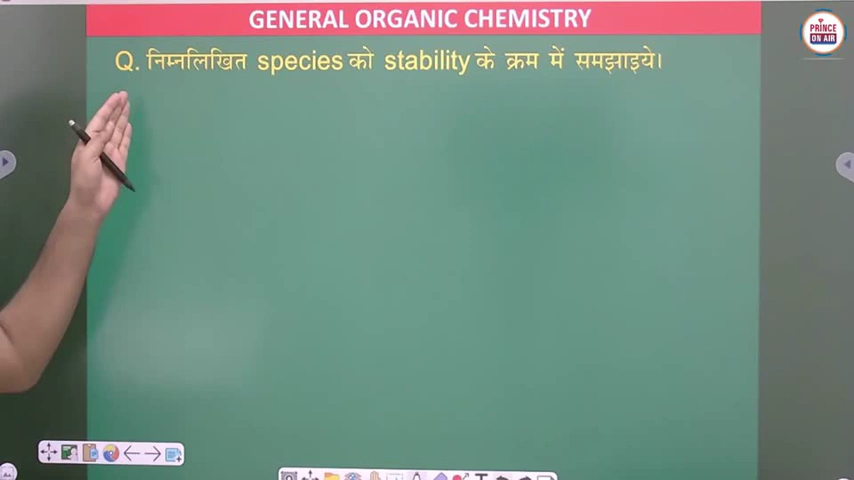 GENERAL ORGANIC CHEMISTRY
PRINCE
ON AIR
Q. निम्नलिखित species को stability के क्रम में समझाइये।